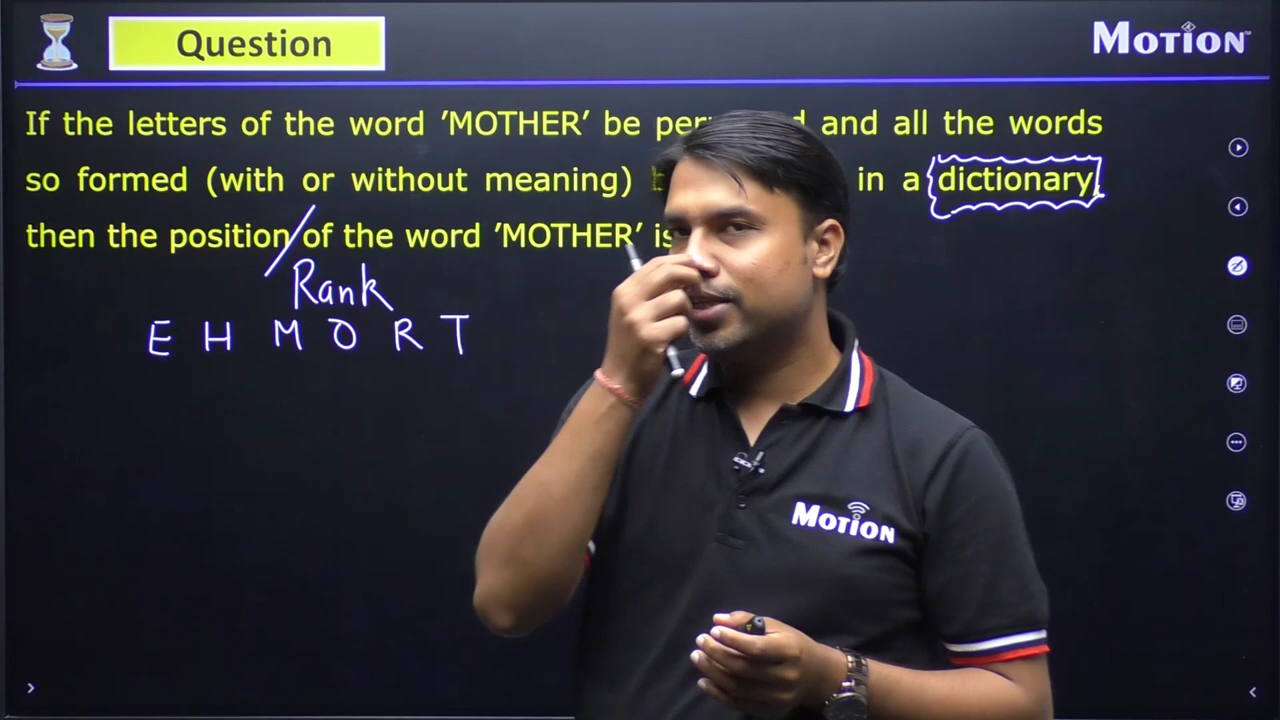 Question
MOTION
If the letters of the word 'MOTHER' be and all the words
so formed (with or without meaning) in a dictionary,
then the position of the word 'MOTHER' is
Rank
E H M O R T
MOTION